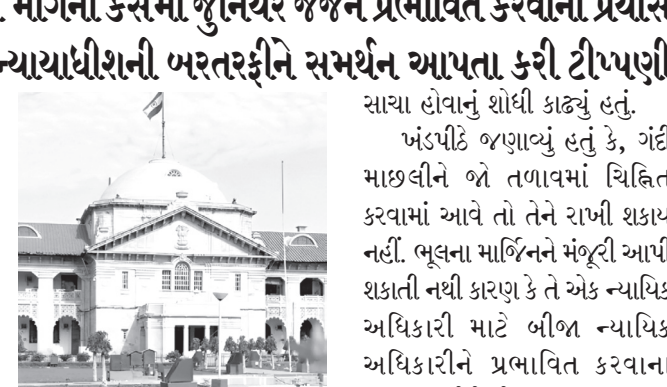 માગના કેસમાં જુનિયર જજને પ્રભાવિત કરવાના પ્રયાસ
ન્યાયાધીશની બરતરફીને સમર્થન આપતા કરી ટીપ્પણી
સાચા હોવાનું શોધી કાઢ્યું હતું.
ખંડપીઠે જણાવ્યું હતું કે, ગંદી
માછલીને જો તળાવમાં ચિહ્નિત
કરવામાં આવે તો તેને રાખી શકાય
નહીં. ભૂલના માર્જિનને મંજૂરી આપી
શકાતી નથી કારણ કે તે એક ન્યાયિક
અધિકારી માટે બીજા ન્યાયિક
અધિકારીને પ્રભાવિત કરવાના